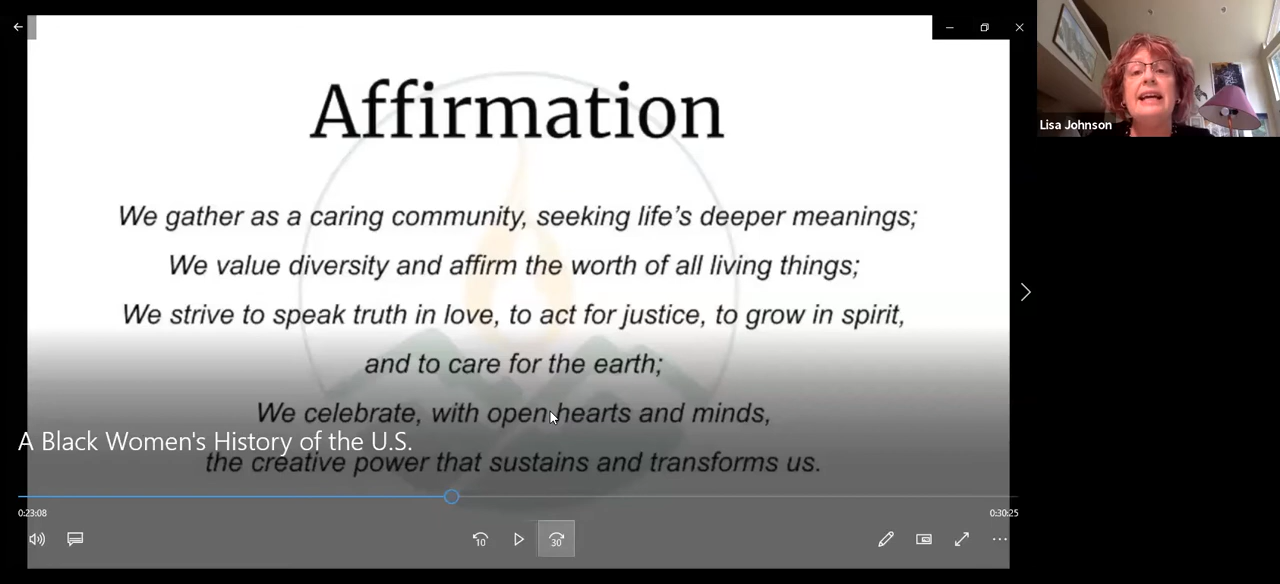 Affirmation
We gather as a caring community, seeking life's deeper meanings;
We value diversity and affirm the worth of all living things;
We strive to speak truth in love, to act for justice, to grow in spirit,
and to care for the earth;
We celebrate, with open hearts and minds,
A Black Women's History of the U.S.
the creative power that sustains and transforms us.
0:23:08
0:30:25
10
30
Lisa Johnson